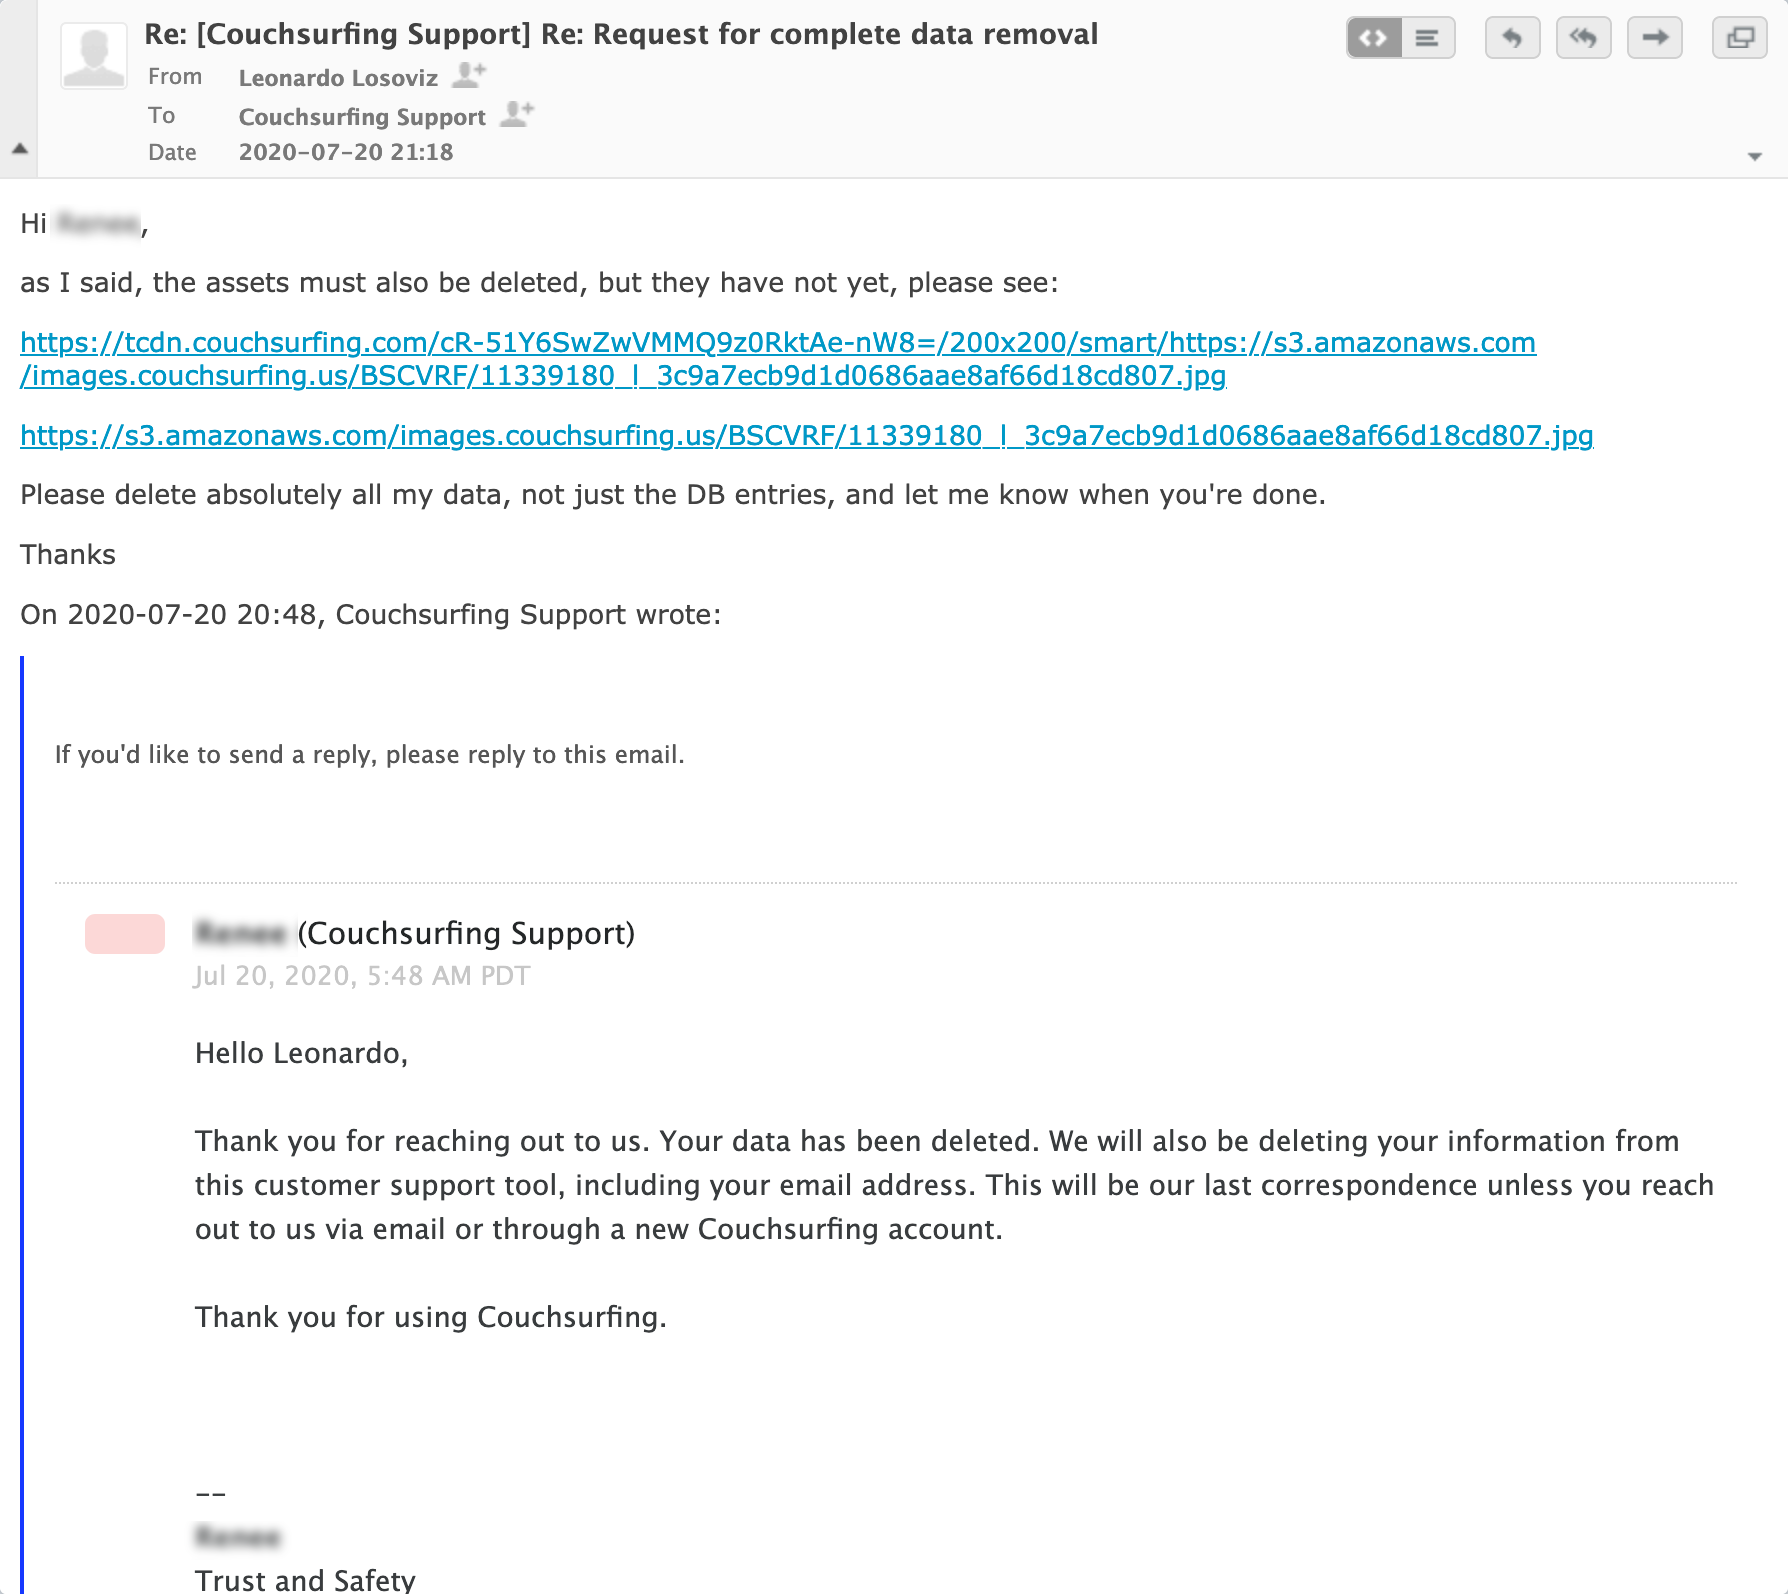 Re: [Couchsurfing Support] Re: Request for complete data removal
From Leonardo Losoviz
To Couchsurfing Support
Date 2020-07-20 21:18
Hi ,
as I said, the assets must also be deleted, but they have not yet, please see:
https://tcdn.couchsurfing.com/cR-51Y6SwZwVMMQ9z0RktAe-nW8=/200x200/smart/https://s3.amazonaws.com
/images.couchsurfing.us/BSCVRF/11339180_l_3c9a7ecb9d1d0686aae8af66d18cd807.jpg
https://s3.amazonaws.com/images.couchsurfing.us/BSCVRF/11339180_l_3c9a7ecb9d1d0686aae8af66d18cd807.jpg
Please delete absolutely all my data, not just the DB entries, and let me know when you're done.
Thanks
On 2020-07-20 20:48, Couchsurfing Support wrote:
If you'd like to send a reply, please reply to this email.
(Couchsurfing Support)
Jul 20, 2020, 5:48 AM PDT
Hello Leonardo,
Thank you for reaching out to us. Your data has been deleted. We will also be deleting your information from
this customer support tool, including your email address. This will be our last correspondence unless you reach
out to us via email or through a new Couchsurfing account.
Thank you for using Couchsurfing.
--
Trust and Safety